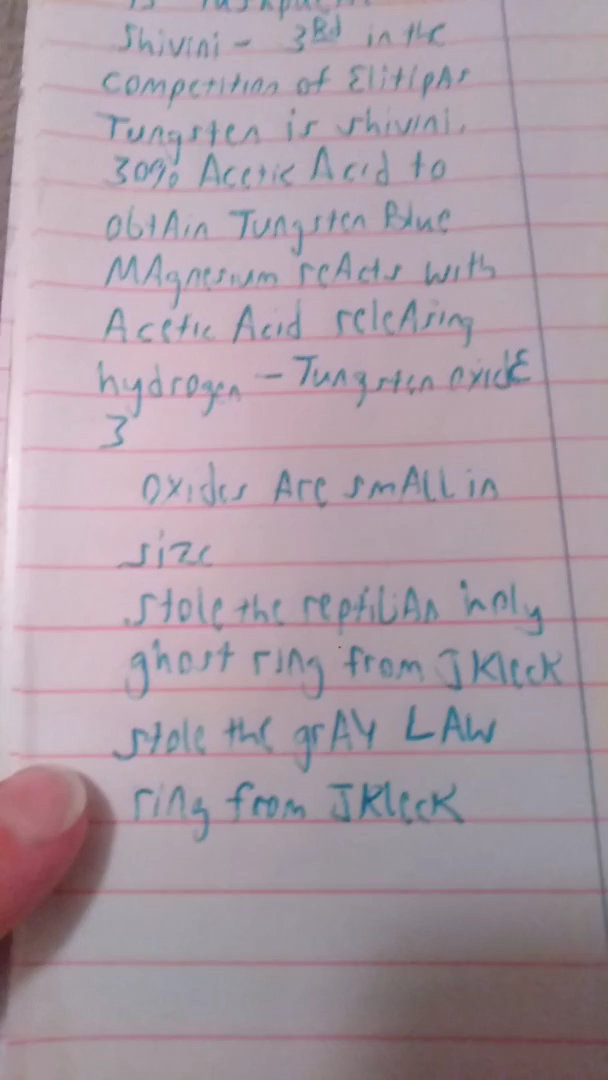 Shivini - 3Rd in the
competition of Elitipas
Tungsten is shivini.
30% Acetic Acid to
obtAin Tungsten Blue
MAgnesium reActs with
Acetic Acid releAsing
hydrogen - Tungsten oxidE
3
oxides Are smALL in
size
stole the reptiliAn holy
ghost ring from JKleck
stole the grAY LAW
ring from JKlecK